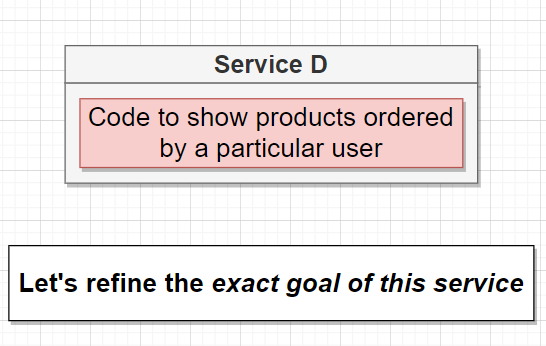 Service D
Code to show products ordered
by a particular user
Let's refine the exact goal of this service